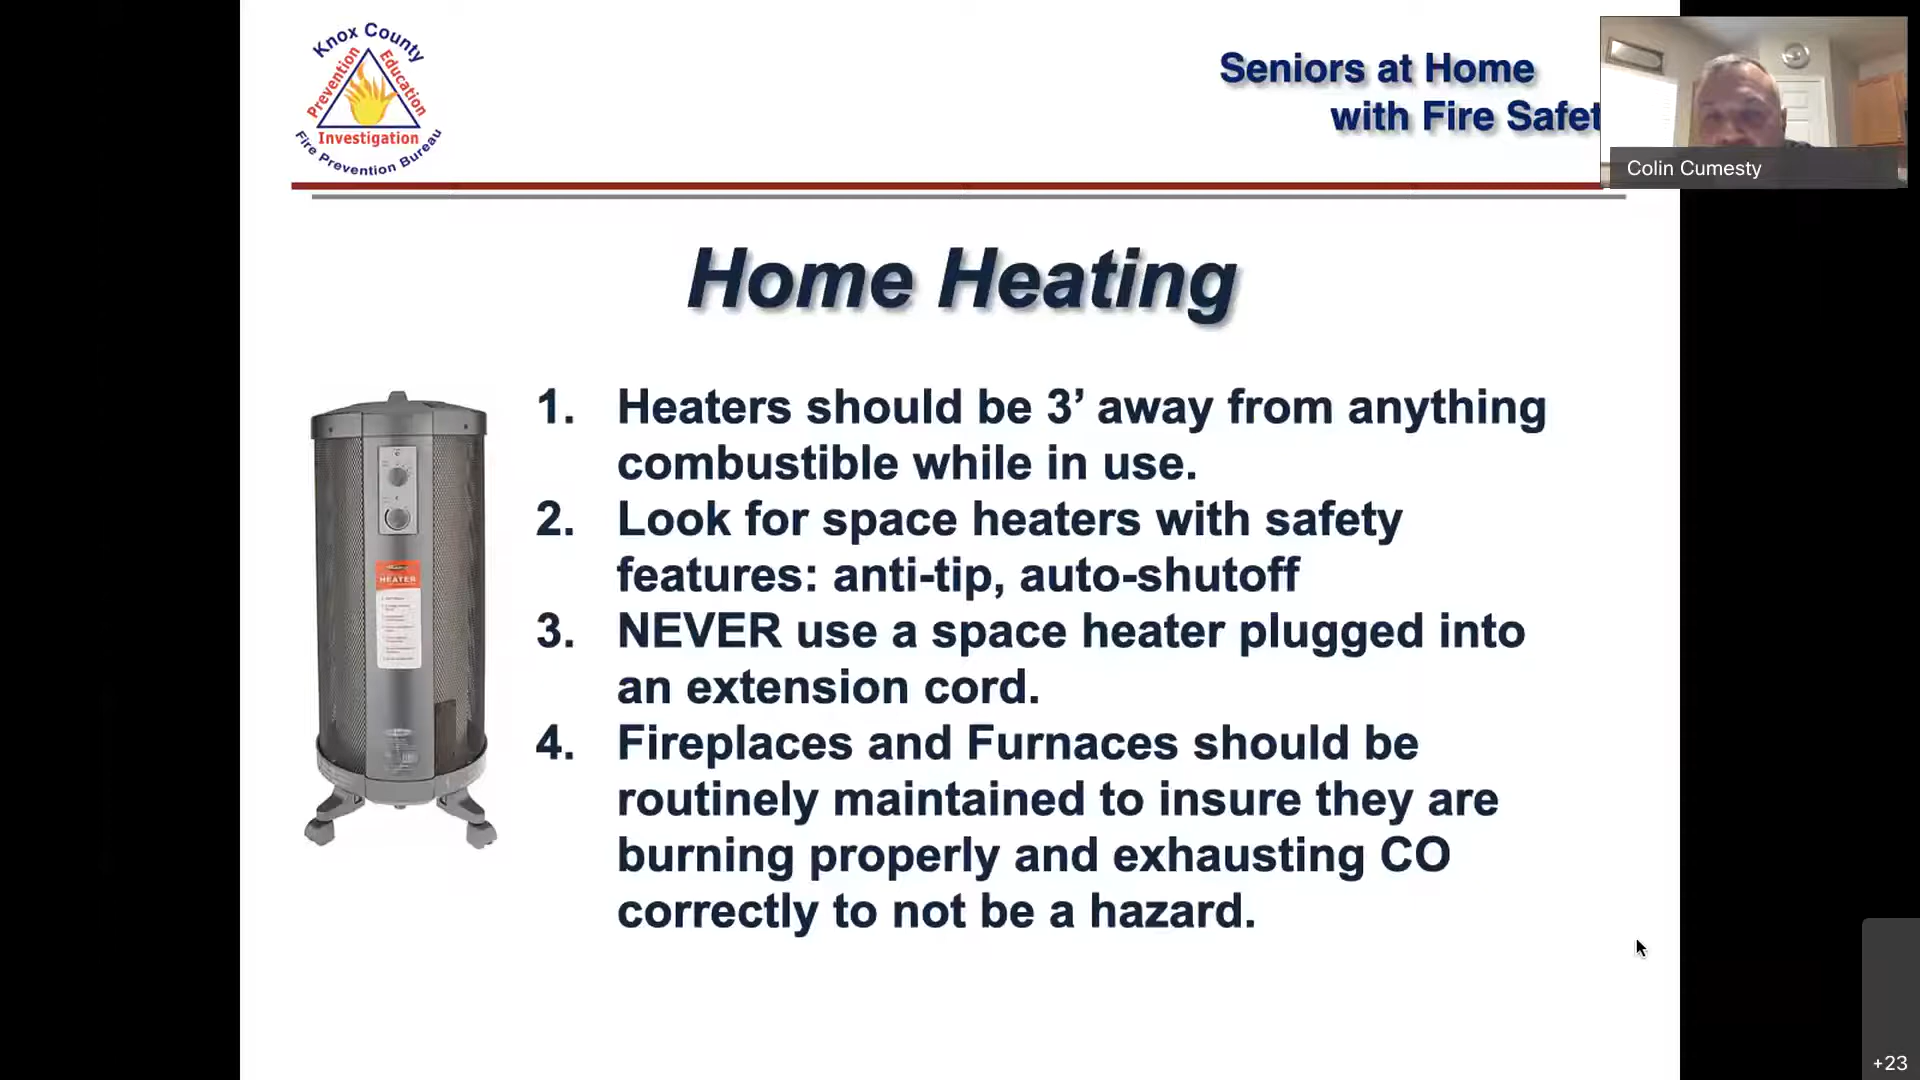 Knox County
Prevention
Education
Investigation
Fire Prevention Bureau
Seniors at Home
with Fire Safet
Colin Cumesty
Home Heating
1. Heaters should be 3’ away from anything
combustible while in use.
2. Look for space heaters with safety
features: anti-tip, auto-shutoff
3. NEVER use a space heater plugged into
an extension cord.
4. Fireplaces and Furnaces should be
routinely maintained to insure they are
burning properly and exhausting CO
correctly to not be a hazard.
HEATER
+23